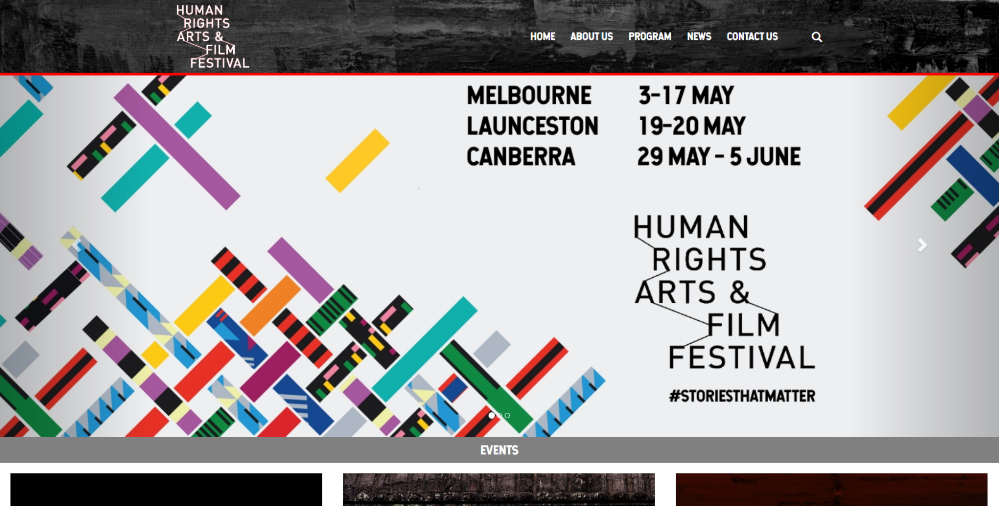 HUMAN
RIGHTS
ARTS &
FILM
FESTIVAL
HOME ABOUT US PROGRAM NEWS CONTACT US
MELBOURNE 3-17 MAY
LAUNCESTON 19-20 MAY
CANBERRA 29 MAY - 5 JUNE
HUMAN
RIGHTS
ARTS &
FILM
FESTIVAL
#STORIESTHATMATTER
EVENTS